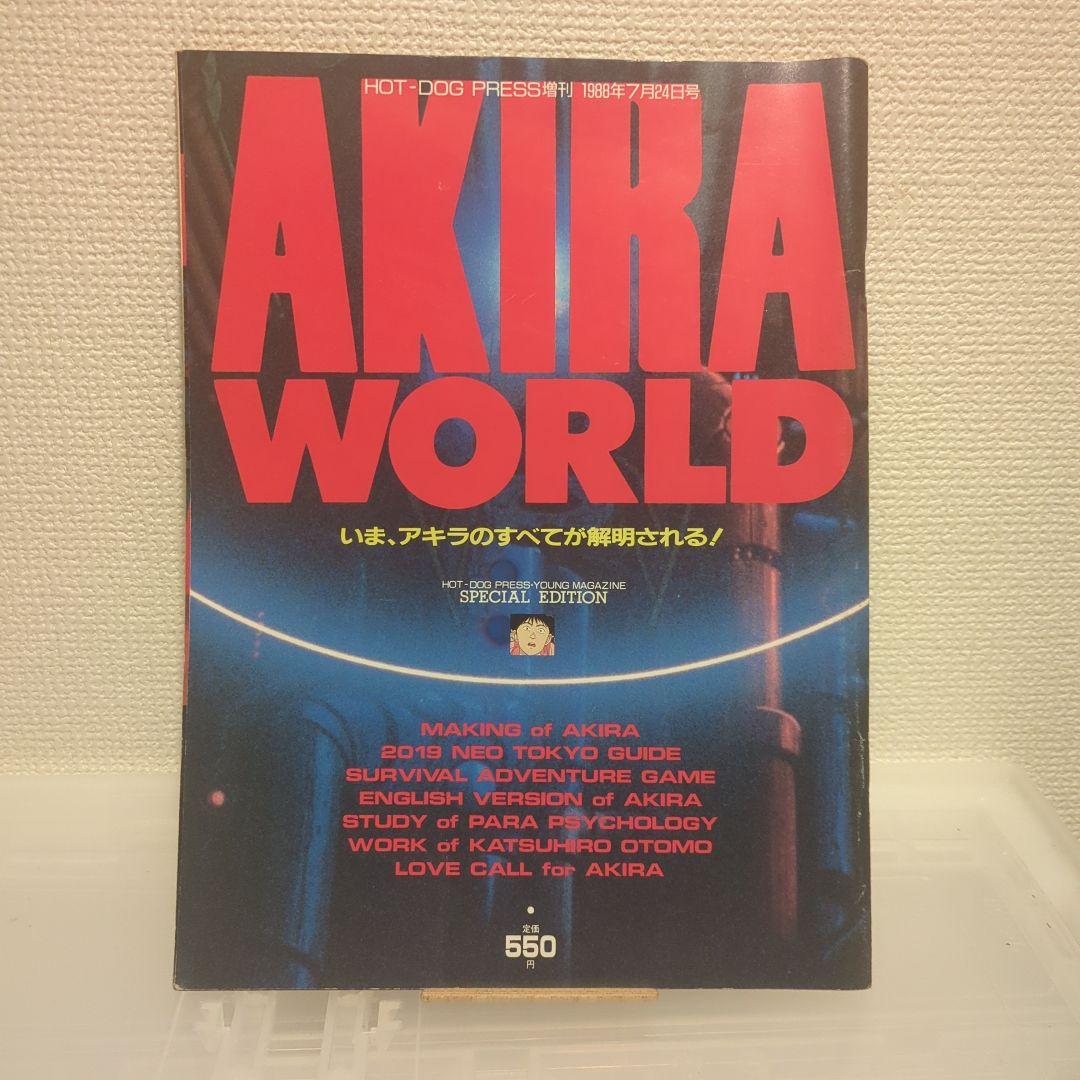 HOT-DOG PRESS増刊 1988年7月24日号
AKIRA
WORLD
いま、アキラのすべてが解明される!
HOT-DOG PRESS・YOUNG MAGAZINE
SPECIAL EDITION
MAKING of AKIRA
2019 NEO TOKYO GUIDE
SURVIVAL ADVENTURE GAME
ENGLISH VERSION of AKIRA
STUDY of PARA PSYCHOLOGY
WORK of KATSUHIRO OTOMO
LOVE CALL for AKIRA
定価
550
円